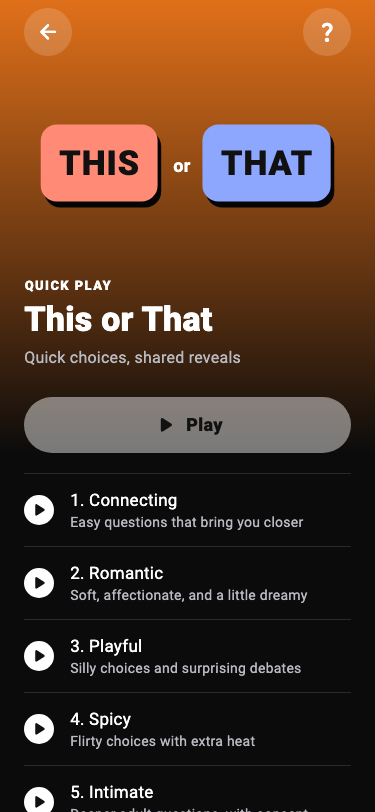 ?
THIS or THAT
QUICK PLAY
This or That
Quick choices, shared reveals
Play
1. Connecting
Easy questions that bring you closer
2. Romantic
Soft, affectionate, and a little dreamy
3. Playful
Silly choices and surprising debates
4. Spicy
Flirty choices with extra heat
5. Intimate